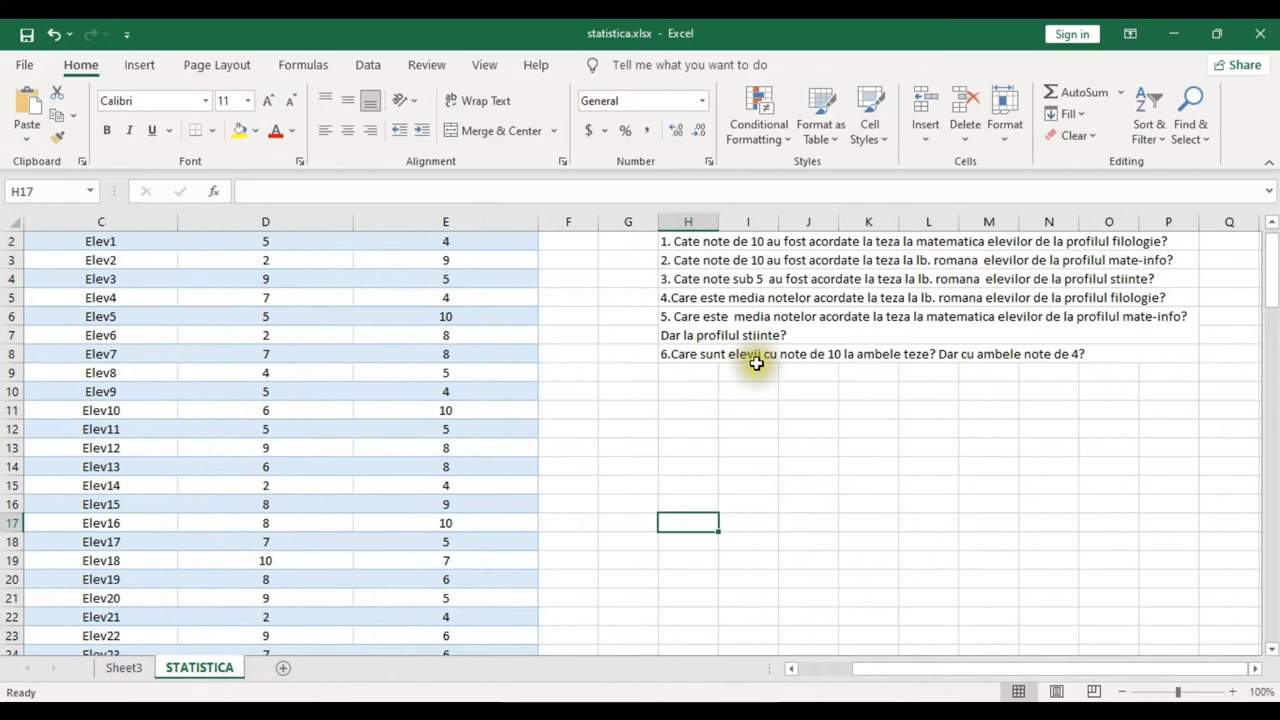 statistica.xlsx - Excel
Sign in
File Home Insert Page Layout Formulas Data Review View Help Tell me what you want to do Share
Paste
Clipboard
Calibri 11
B I U
Font
Wrap Text
Merge & Center
Alignment
General
$ % ,
Number
Conditional Formatting
Format as Table
Cell Styles
Styles
Insert
Delete
Format
Cells
AutoSum
Fill
Clear
Sort & Filter
Find & Select
Editing
H17 fx
C D E F G H I J K L M N O P Q
2 Elev1 5 4 1. Cate note de 10 au fost acordate la teza la matematica elevilor de la profilul filologie?
3 Elev2 2 9 2. Cate note de 10 au fost acordate la teza la lb. romana elevilor de la profilul mate-info?
4 Elev3 9 5 3. Cate note sub 5 au fost acordate la teza la lb. romana elevilor de la profilul stiinte?
5 Elev4 7 4 4.Care este media notelor acordate la teza la lb. romana elevilor de la profilul filologie?
6 Elev5 5 10 5. Care este media notelor acordate la teza la matematica elevilor de la profilul mate-info?
7 Elev6 2 8 Dar la profilul stiinte?
8 Elev7 7 8 6.Care sunt elevii cu note de 10 la ambele teze? Dar cu ambele note de 4?
9 Elev8 4 5
10 Elev9 5 4
11 Elev10 6 10
12 Elev11 5 5
13 Elev12 9 8
14 Elev13 6 8
15 Elev14 2 4
16 Elev15 8 9
17 Elev16 8 10
18 Elev17 7 5
19 Elev18 10 7
20 Elev19 8 6
21 Elev20 9 5
22 Elev21 2 4
23 Elev22 9 6
24 Elev23 7 6
Sheet3 STATISTICA
Ready 100%